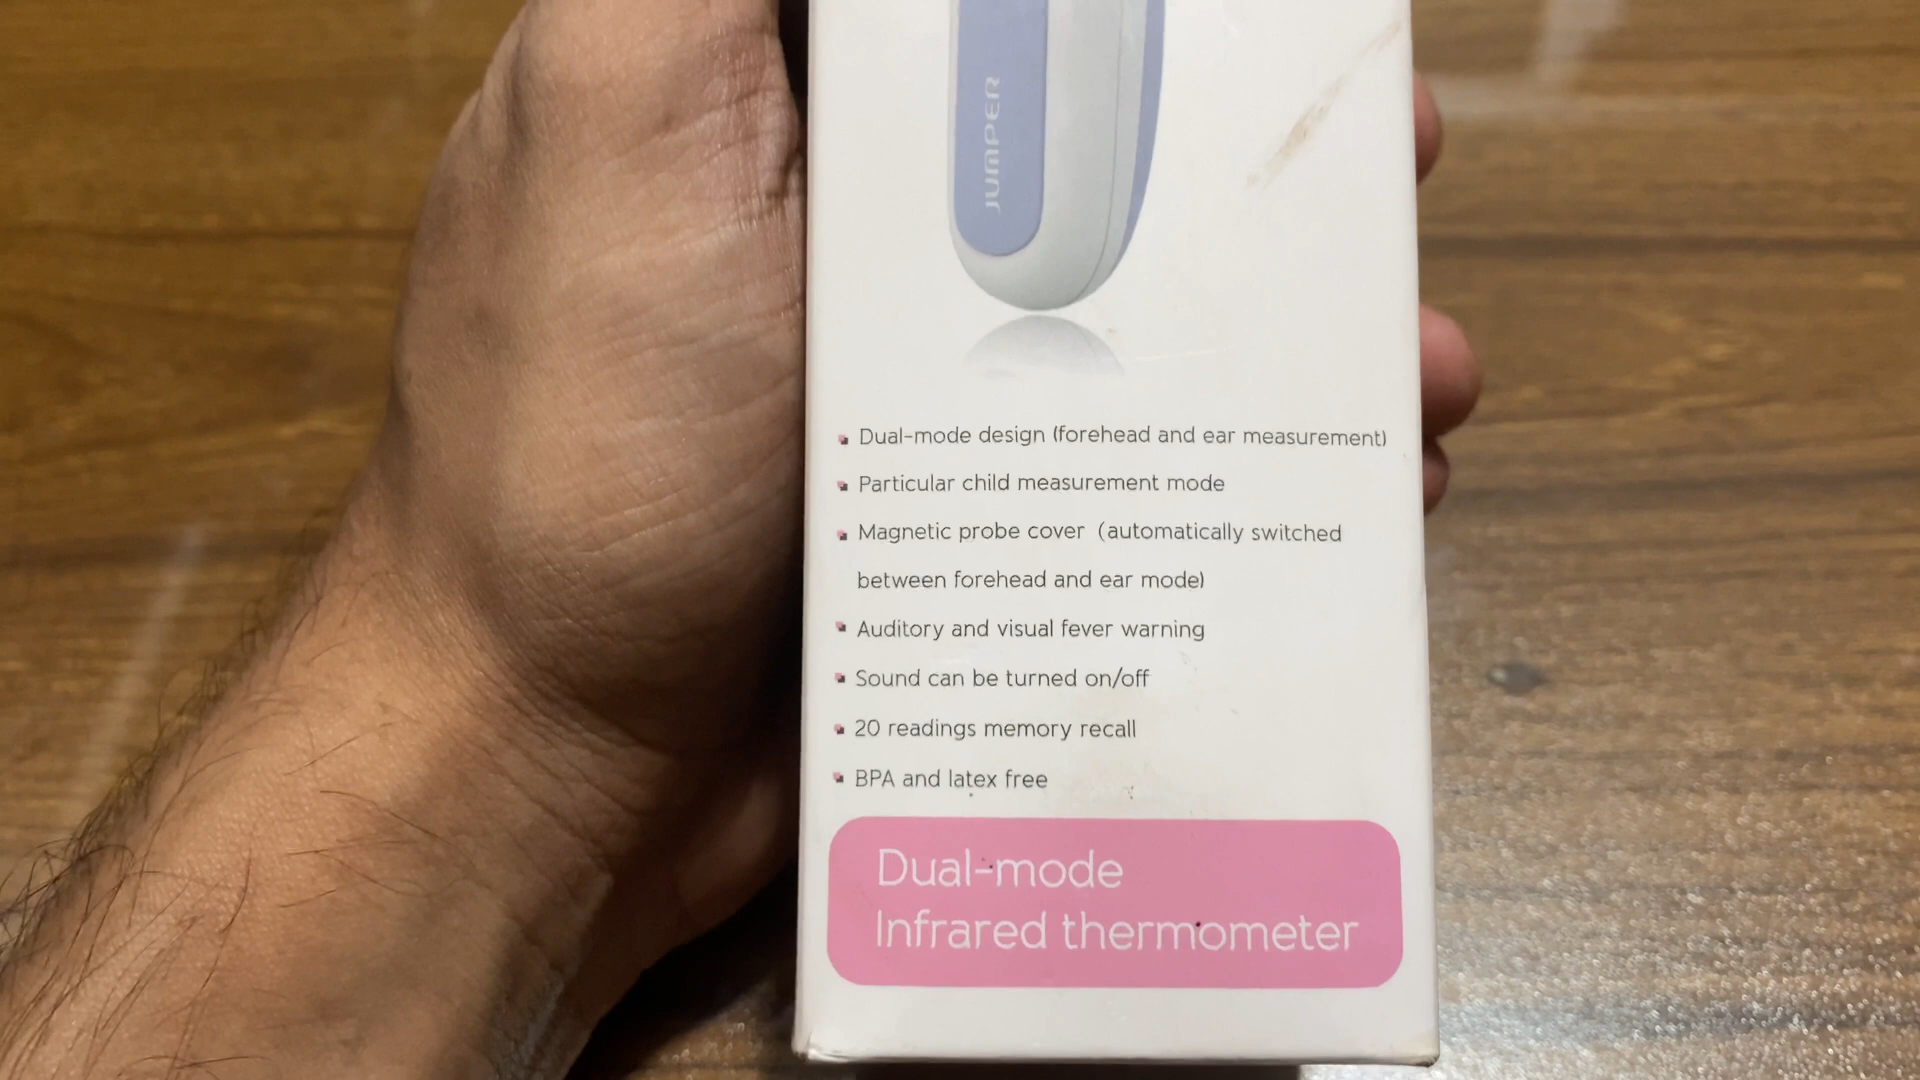 JUMPER
Dual-mode design (forehead and ear measurement)
Particular child measurement mode
Magnetic probe cover (automatically switched
between forehead and ear mode)
Auditory and visual fever warning
Sound can be turned on/off
20 readings memory recall
BPA and latex free
Dual-mode
Infrared thermometer